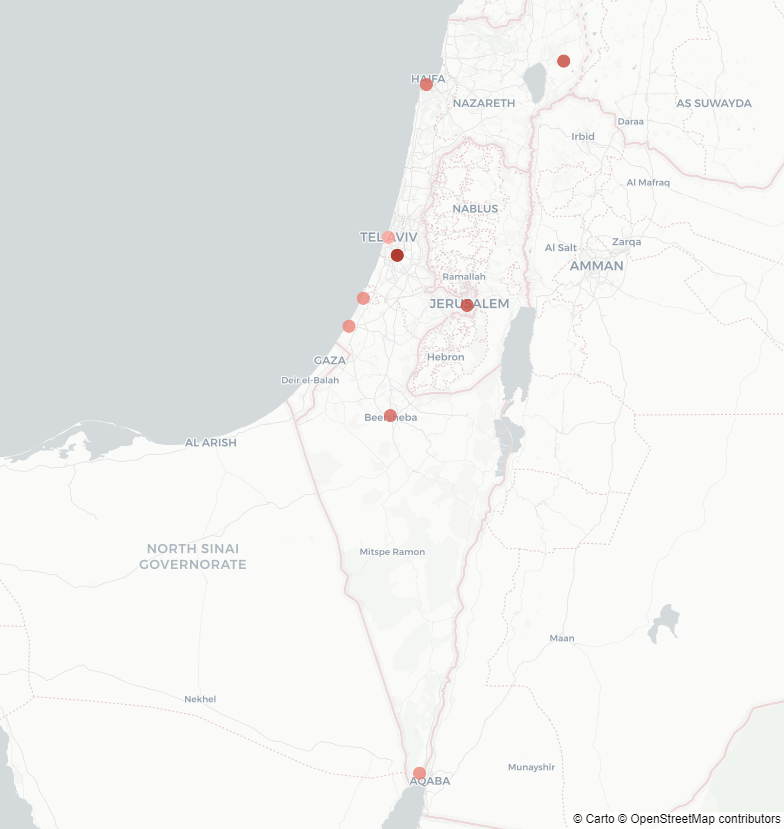 HAIFA
NAZARETH
AS SUWAYDA
Daraa
Irbid
Al Mafraq
NABLUS
TEL AVIV
Al Salt
Zarqa
AMMAN
Ramallah
JERUSALEM
GAZA
Hebron
Deir el-Balah
Beersheba
AL ARISH
NORTH SINAI
GOVERNORATE
Mitspe Ramon
Maan
Nekhel
Munayshir
AQABA
© Carto © OpenStreetMap contributors